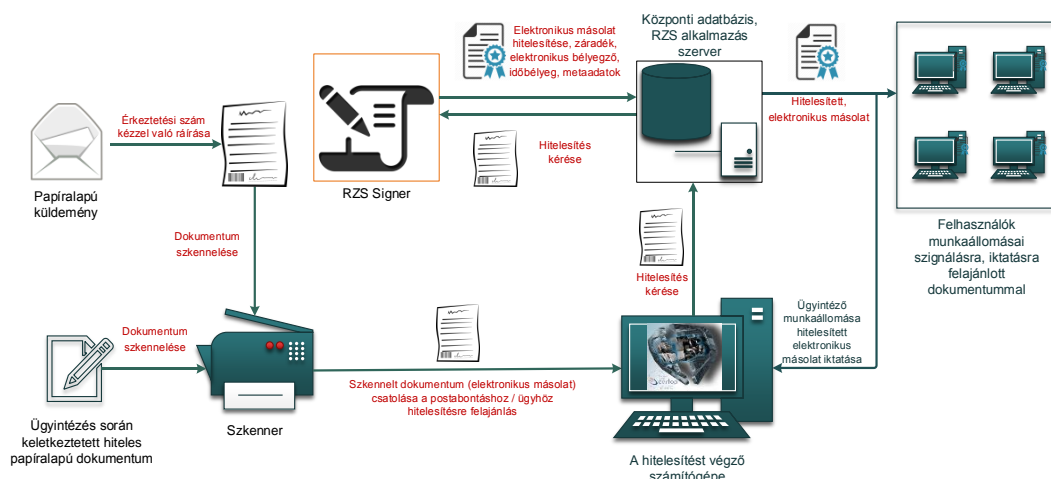 Elektronikus másolat
hitelesítése, záradék,
elektronikus bélyegző,
időbélyeg, metaadatok
Központi adatbázis,
RZS alkalmazás
szerver
Érkeztetési szám
kézzel való ráírása
Hitelesítés
kérése
Hitelesített,
elektronikus másolat
Papíralapú
küldemény
RZS Signer
Felhasználók
munkaállomásai
szignálásra, iktatásra
felajánlott
dokumentummal
Dokumentum
szkennelése
Hitelesítés
kérése
Ügyintéző
munkaállomása
hitelesített
elektronikus
másolat iktatása
Dokumentum
szkennelése
Szkennelt dokumentum (elektronikus másolat)
csatolása a postabontáshoz / ügyhöz
hitelesítésre felajánlás
Szkenner
Ügyintézés során
keletkeztetett hiteles
papíralapú dokumentum
A hitelesítést végző
számítógépe